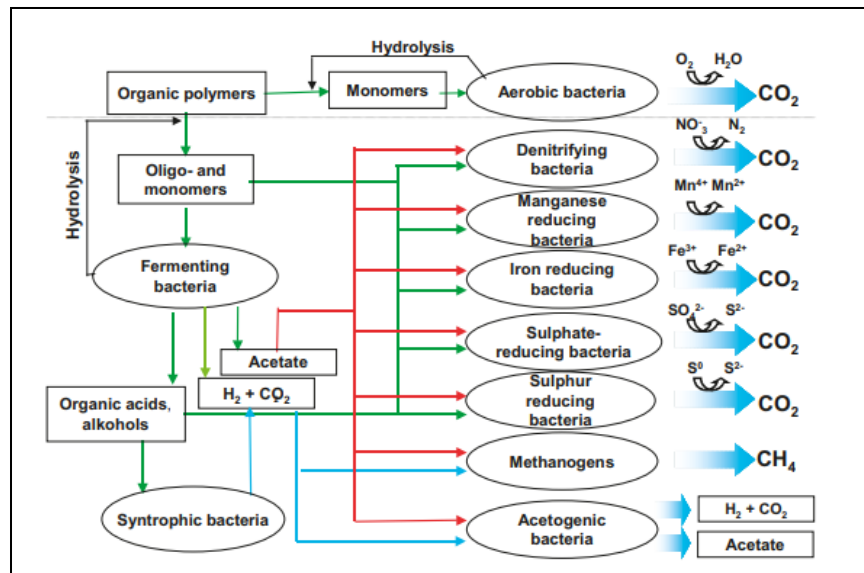 Hydrolysis
O₂ H₂O
Organic polymers
Monomers
Aerobic bacteria
CO₂
NO⁻₃ N₂
Oligo- and
monomers
Denitrifying
bacteria
CO₂
Hydrolysis
Mn⁴⁺ Mn²⁺
Manganese
reducing
bacteria
CO₂
Fermenting
bacteria
Fe³⁺ Fe²⁺
Iron reducing
bacteria
CO₂
SO₄²⁻ S²⁻
Sulphate-
reducing bacteria
CO₂
Acetate
H₂ + CO₂
S⁰ S²⁻
Sulphur
reducing
bacteria
CO₂
Organic acids,
alkohols
Methanogens
CH₄
Syntrophic bacteria
Acetogenic
bacteria
H₂ + CO₂
Acetate